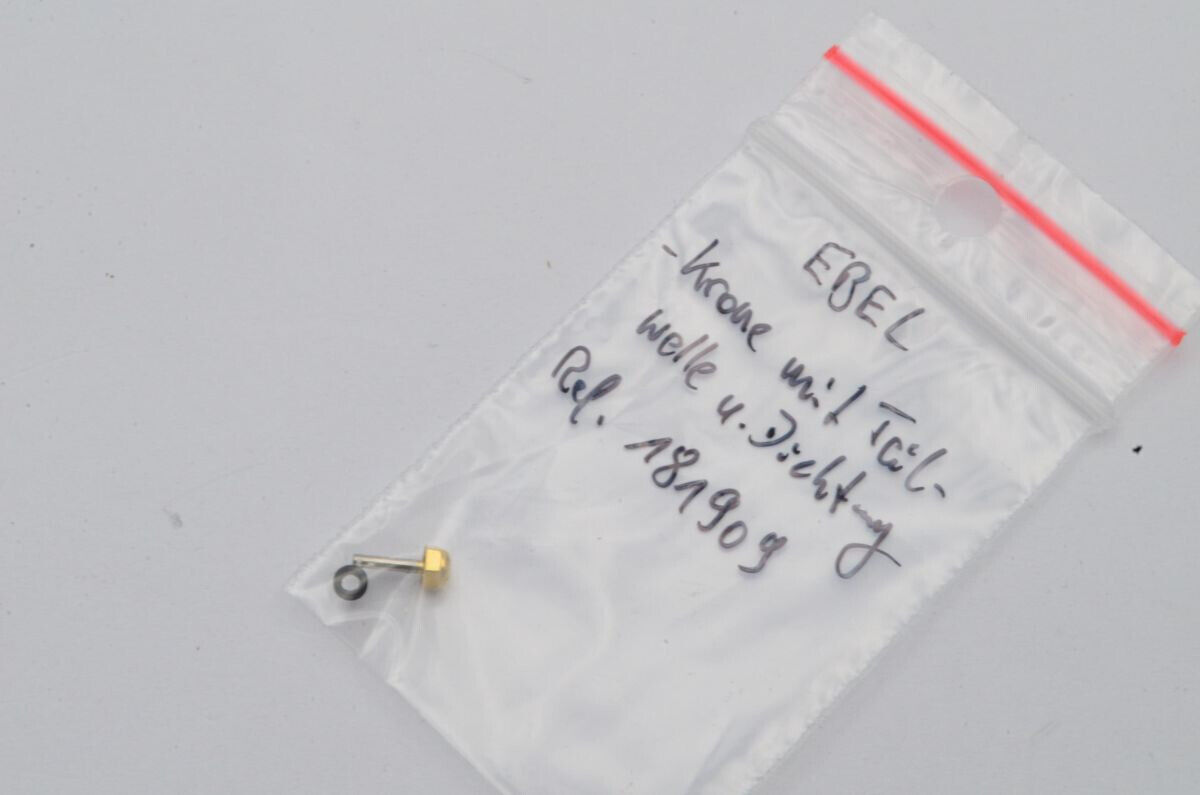 EBEL
-Krone mit Teil-
welle u. Dichtung
Ref. 181909